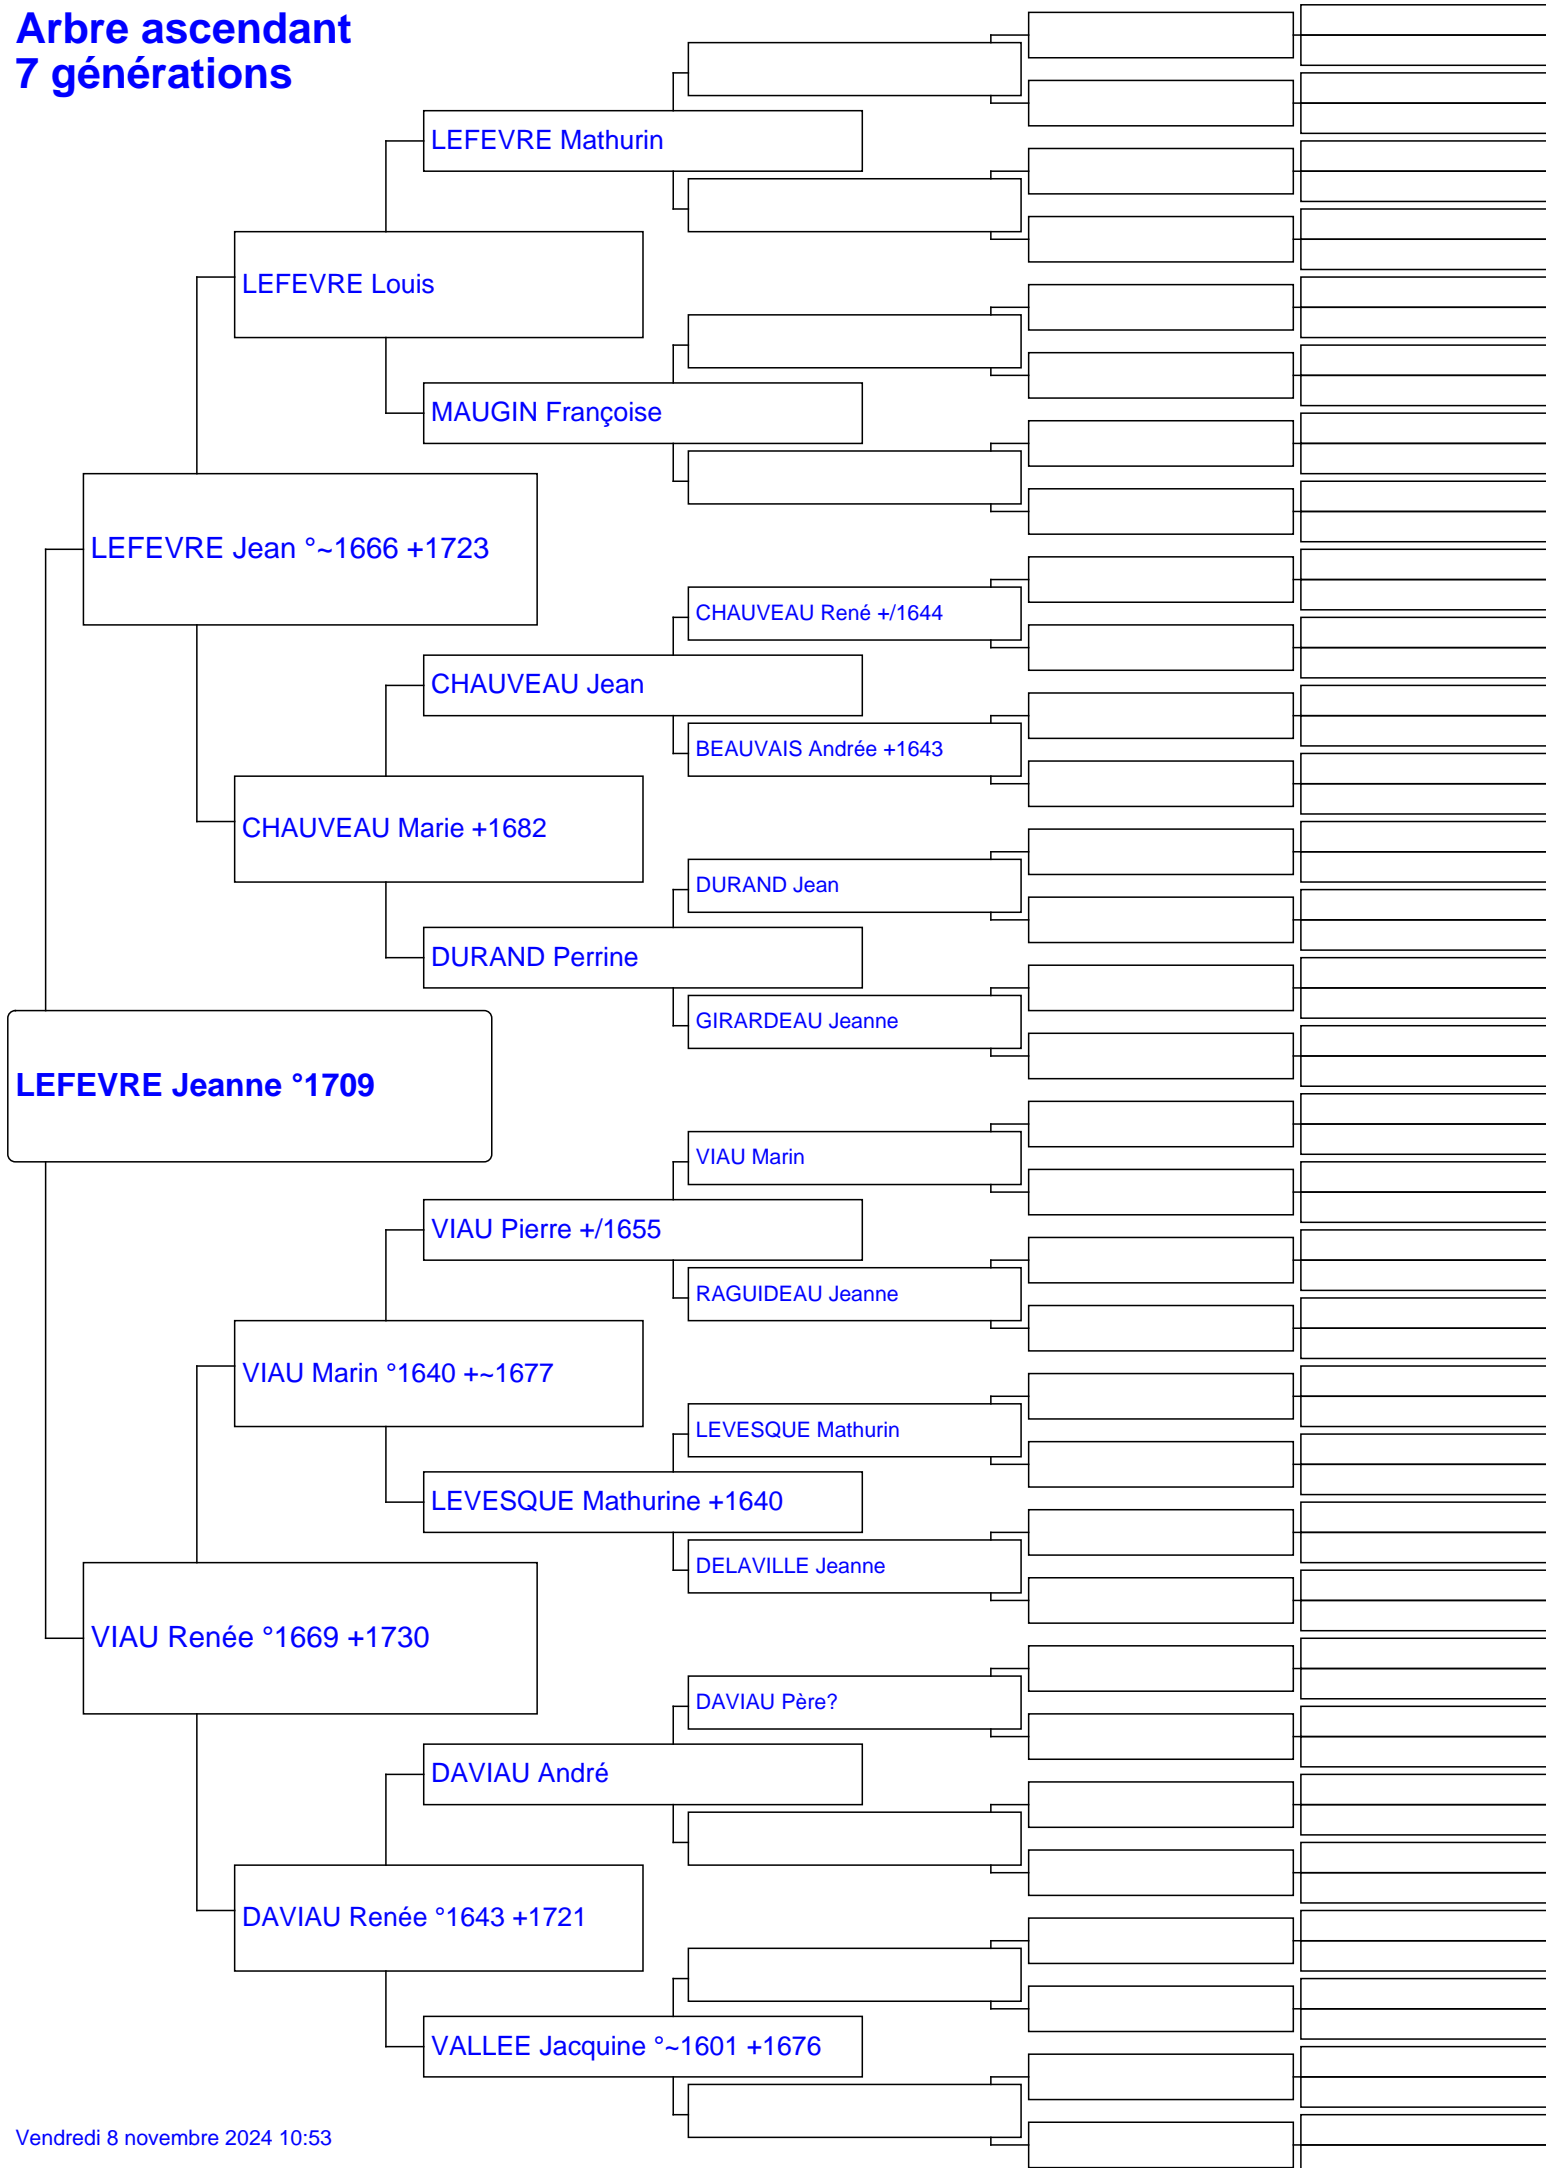 Arbre ascendant
7 générations
LEFEVRE Mathurin
LEFEVRE Louis
MAUGIN Françoise
LEFEVRE Jean °~1666 +1723
CHAUVEAU René +/1644
CHAUVEAU Jean
BEAUVAIS Andrée +1643
CHAUVEAU Marie +1682
DURAND Jean
DURAND Perrine
GIRARDEAU Jeanne
LEFEVRE Jeanne °1709
VIAU Marin
VIAU Pierre +/1655
RAGUIDEAU Jeanne
VIAU Marin °1640 +~1677
LEVESQUE Mathurin
LEVESQUE Mathurine +1640
DELAVILLE Jeanne
VIAU Renée °1669 +1730
DAVIAU Père?
DAVIAU André
DAVIAU Renée °1643 +1721
VALLEE Jacquine °~1601 +1676
Vendredi 8 novembre 2024 10:53